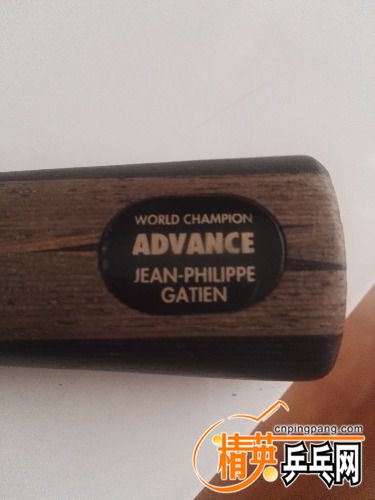 WORLD CHAMPION
ADVANCE
JEAN-PHILIPPE
GATIEN
cnpingpang.com
精英乒乓网